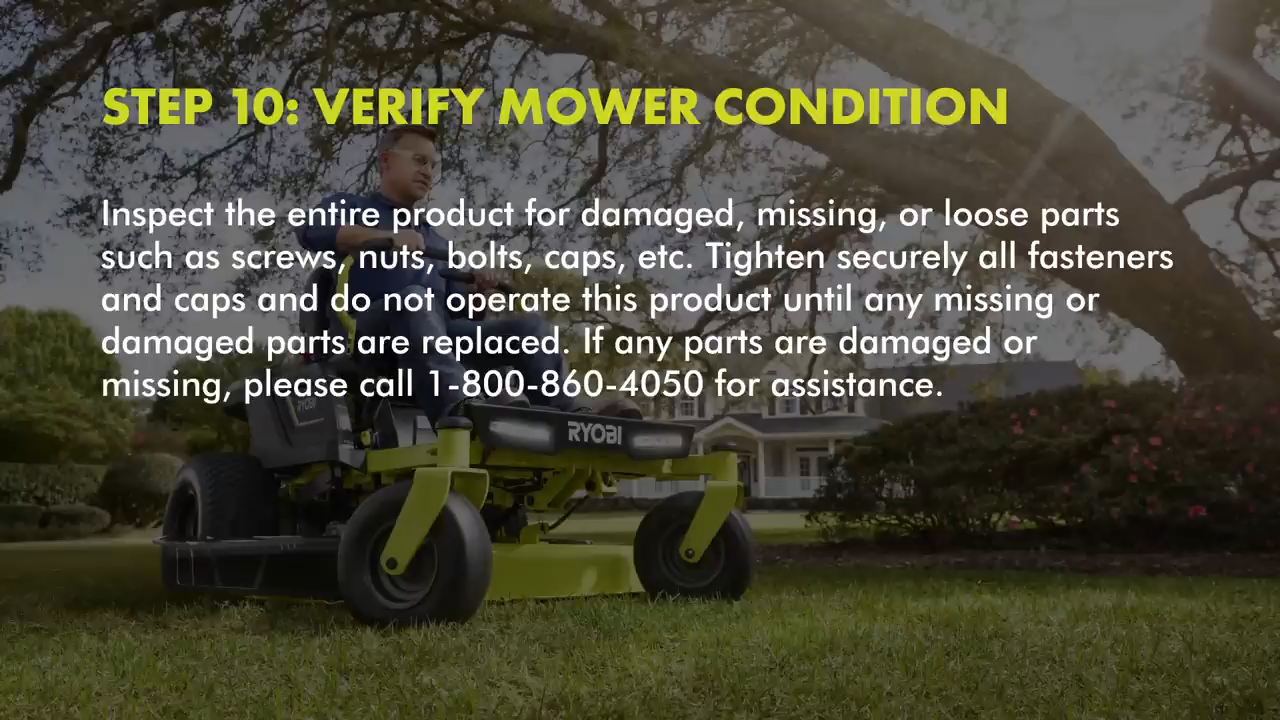 STEP 10: VERIFY MOWER CONDITION
Inspect the entire product for damaged, missing, or loose parts
such as screws, nuts, bolts, caps, etc. Tighten securely all fasteners
and caps and do not operate this product until any missing or
damaged parts are replaced. If any parts are damaged or
missing, please call 1-800-860-4050 for assistance.
RYOBI
RYOBI